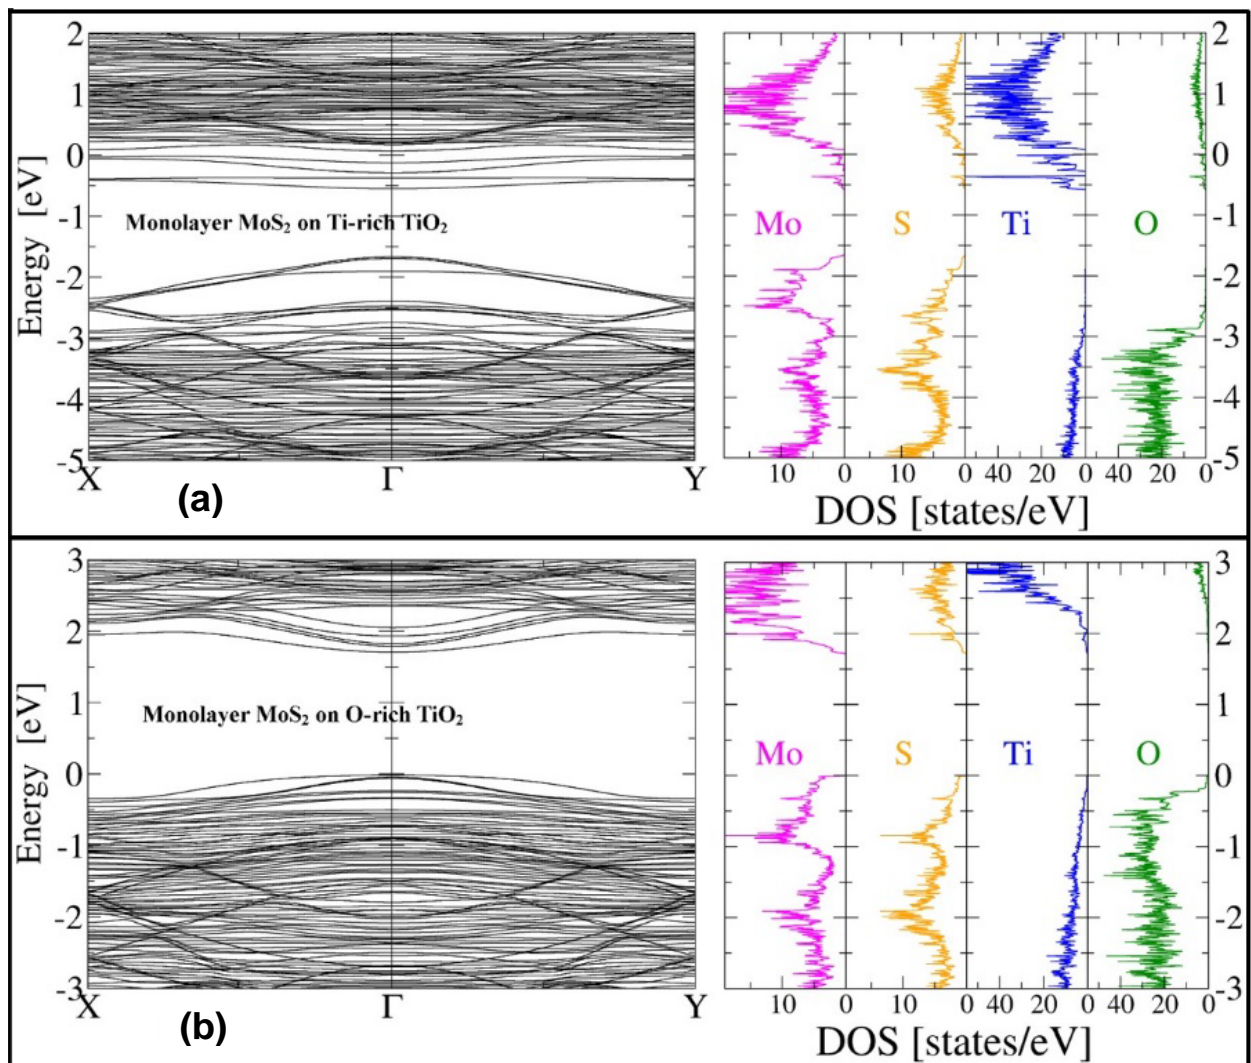 2
1
0
-1
-2
-3
-4
-5
Energy [eV]
Monolayer MoS₂ on Ti-rich TiO₂
X Γ Y
(a)
Mo S Ti O
2
1
0
-1
-2
-3
-4
-5
10 0 10 0 40 20 0 40 20 0
DOS [states/eV]
3
2
1
0
-1
-2
-3
Energy [eV]
Monolayer MoS₂ on O-rich TiO₂
X Γ Y
(b)
Mo S Ti O
3
2
1
0
-1
-2
-3
10 0 10 0 40 20 0 40 20 0
DOS [states/eV]